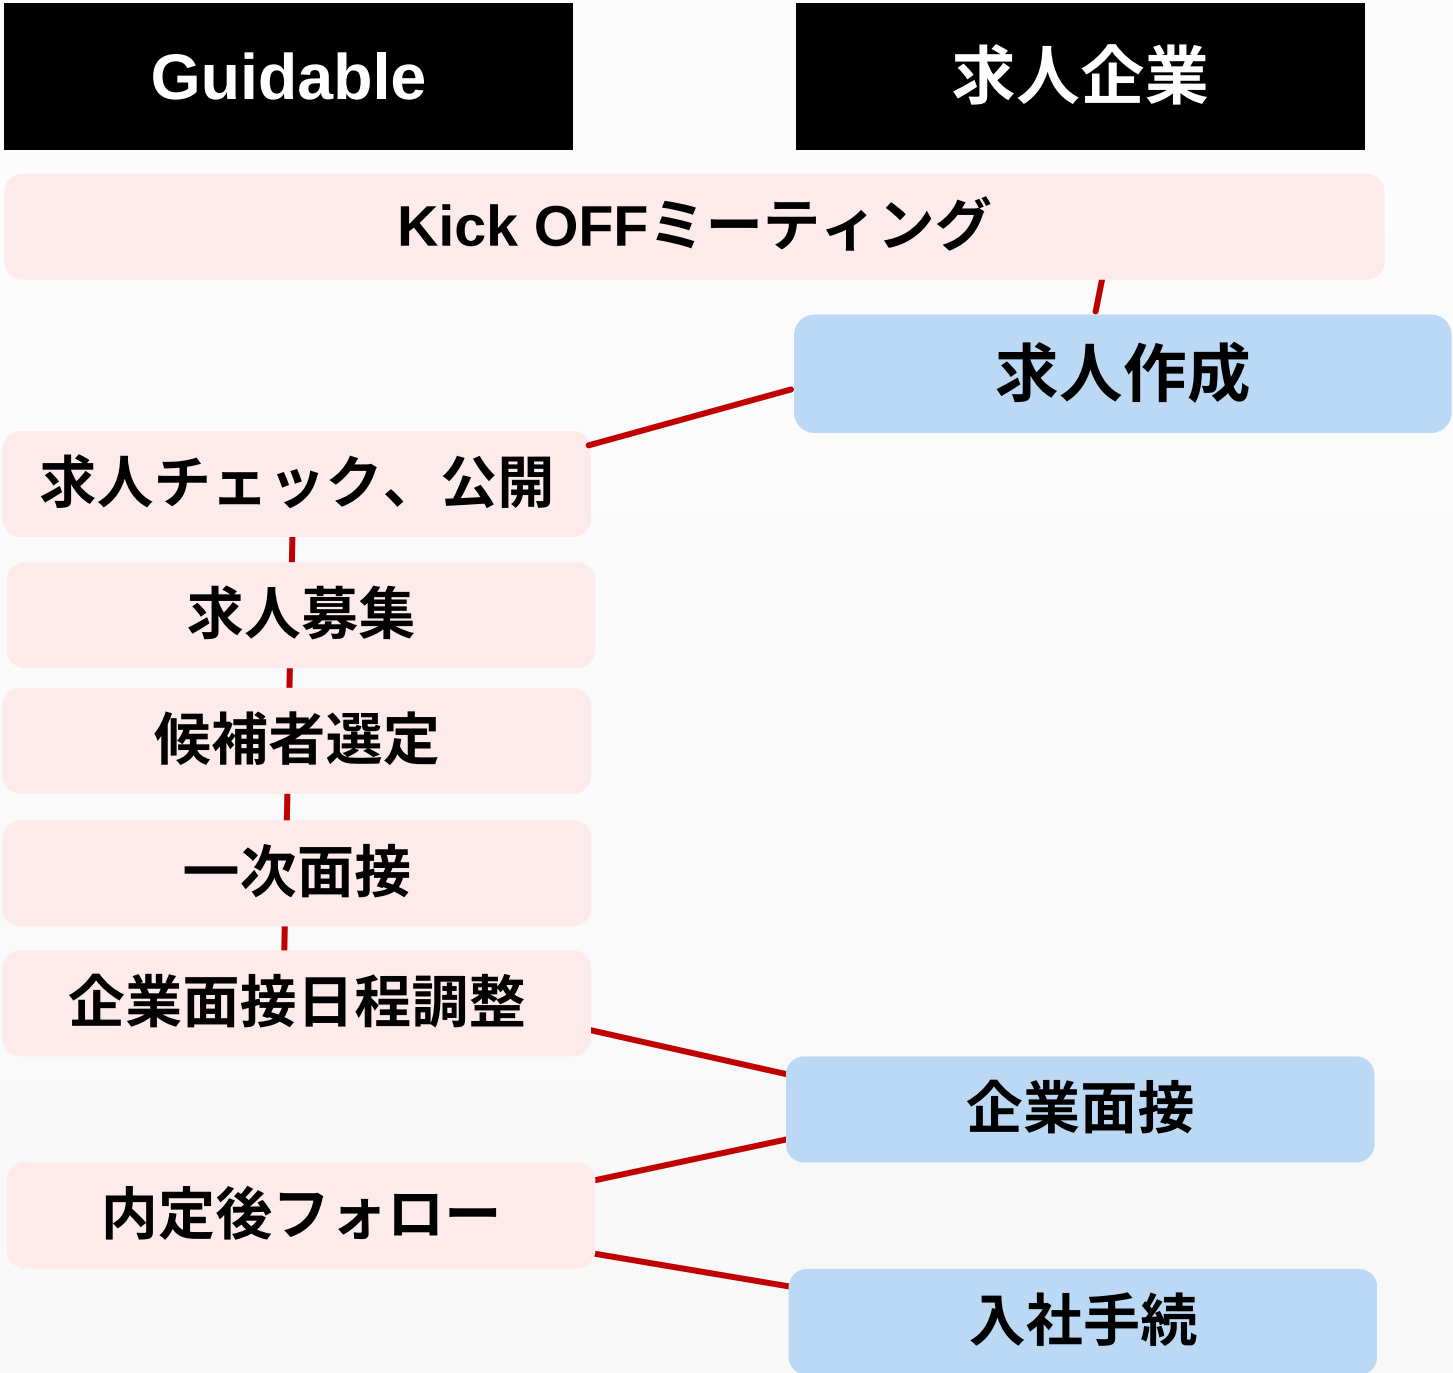 Guidable
求人企業
Kick OFFミーティング
求人作成
求人チェック、公開
求人募集
候補者選定
一次面接
企業面接日程調整
企業面接
内定後フォロー
入社手続